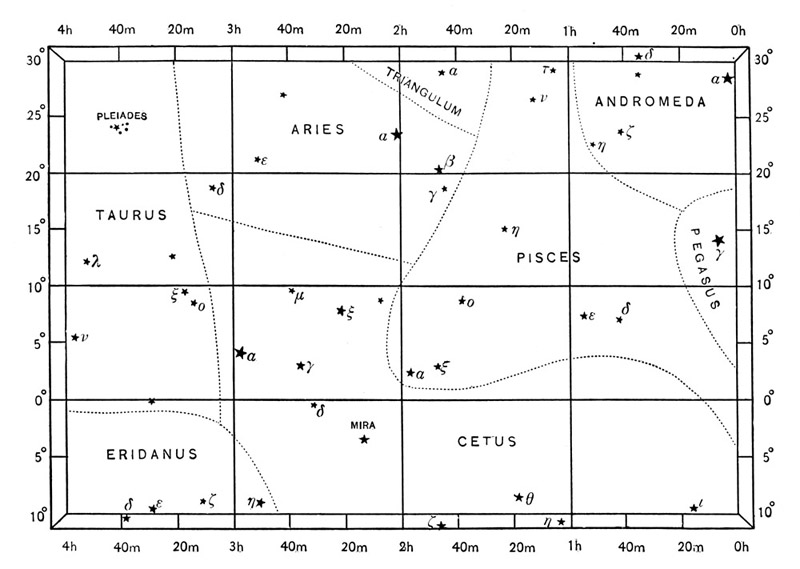 4h 40m 20m 3h 40m 20m 2h 40m 20m 1h 40m 20m 0h
30° δ 30°
α τ α
TRIANGULUM
ν ANDROMEDA
25° PLEIADES 25°
ARIES α ζ
η
ε β
20° 20°
δ γ
TAURUS
15° η 15°
PISCES PEGASUS γ
λ
10° ξ μ ο 10°
ο ξ ε δ
5° ν 5°
α γ α ξ
0° 0°
δ
MIRA
CETUS
5° ERIDANUS 5°
δ ε ζ η θ ι
10° ζ η 10°
4h 40m 20m 3h 40m 20m 2h 40m 20m 1h 40m 20m 0h